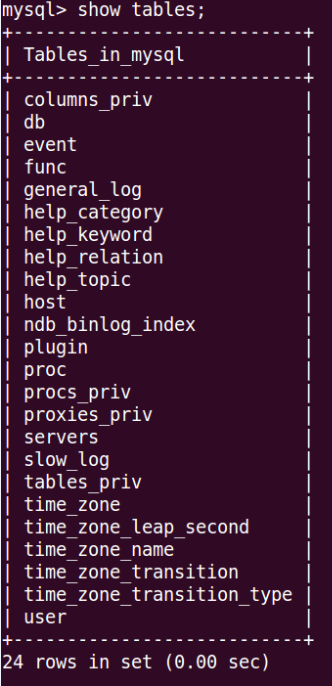 mysql> show tables;
+---------------------------+
| Tables_in_mysql           |
+---------------------------+
| columns_priv              |
| db                        |
| event                     |
| func                      |
| general_log               |
| help_category             |
| help_keyword              |
| help_relation             |
| help_topic                |
| host                      |
| ndb_binlog_index          |
| plugin                    |
| proc                      |
| procs_priv                |
| proxies_priv              |
| servers                   |
| slow_log                  |
| tables_priv               |
| time_zone                 |
| time_zone_leap_second     |
| time_zone_name            |
| time_zone_transition      |
| time_zone_transition_type |
| user                      |
+---------------------------+
24 rows in set (0.00 sec)